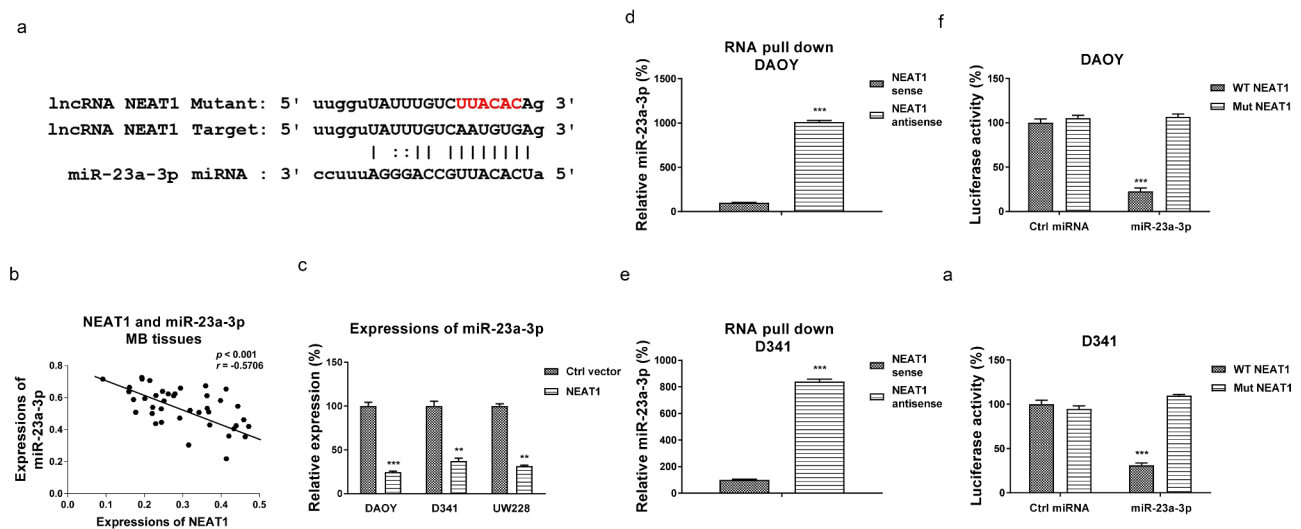 a
lncRNA NEAT1 Mutant: 5' uugguUAUUUGUCUUACACAg 3'
lncRNA NEAT1 Target: 5' uugguUAUUUGUCAAUGUGAg 3'
| :::|| ||||||||
miR-23a-3p miRNA : 3' ccuuuAGGGACCGUUACACUa 5'
b
NEAT1 and miR-23a-3p
MB tissues
p < 0.001
r = -0.5706
Expressions of
miR-23a-3p
0.8
0.6
0.4
0.2
0.0
0.0 0.1 0.2 0.3 0.4 0.5
Expressions of NEAT1
c
Expressions of miR-23a-3p
Relative expression (%)
150
100
50
0
Ctrl vector
NEAT1
***
**
**
DAOY D341 UW228
d
RNA pull down
DAOY
Relative miR-23a-3p (%)
1500
1000
500
0
***
NEAT1
sense
NEAT1
antisense
e
RNA pull down
D341
Relative miR-23a-3p (%)
1000
800
600
400
200
0
***
NEAT1
sense
NEAT1
antisense
f
DAOY
Luciferase activity (%)
150
100
50
0
***
WT NEAT1
Mut NEAT1
Ctrl miRNA miR-23a-3p
a
D341
Luciferase activity (%)
150
100
50
0
***
WT NEAT1
Mut NEAT1
Ctrl miRNA miR-23a-3p